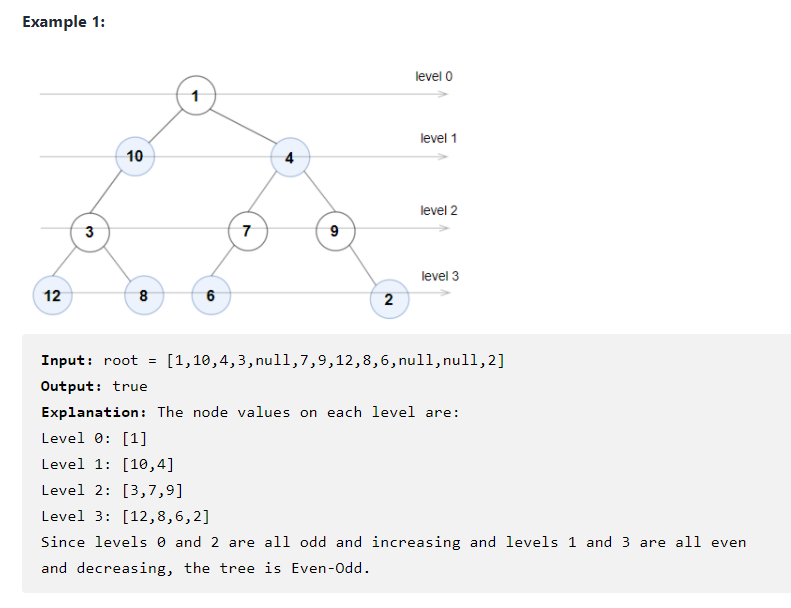 Example 1:
level 0
1
level 1
10
4
level 2
3
7
9
level 3
12
8
6
2
Input: root = [1,10,4,3,null,7,9,12,8,6,null,null,2]
Output: true
Explanation: The node values on each level are:
Level 0: [1]
Level 1: [10,4]
Level 2: [3,7,9]
Level 3: [12,8,6,2]
Since levels 0 and 2 are all odd and increasing and levels 1 and 3 are all even
and decreasing, the tree is Even-Odd.